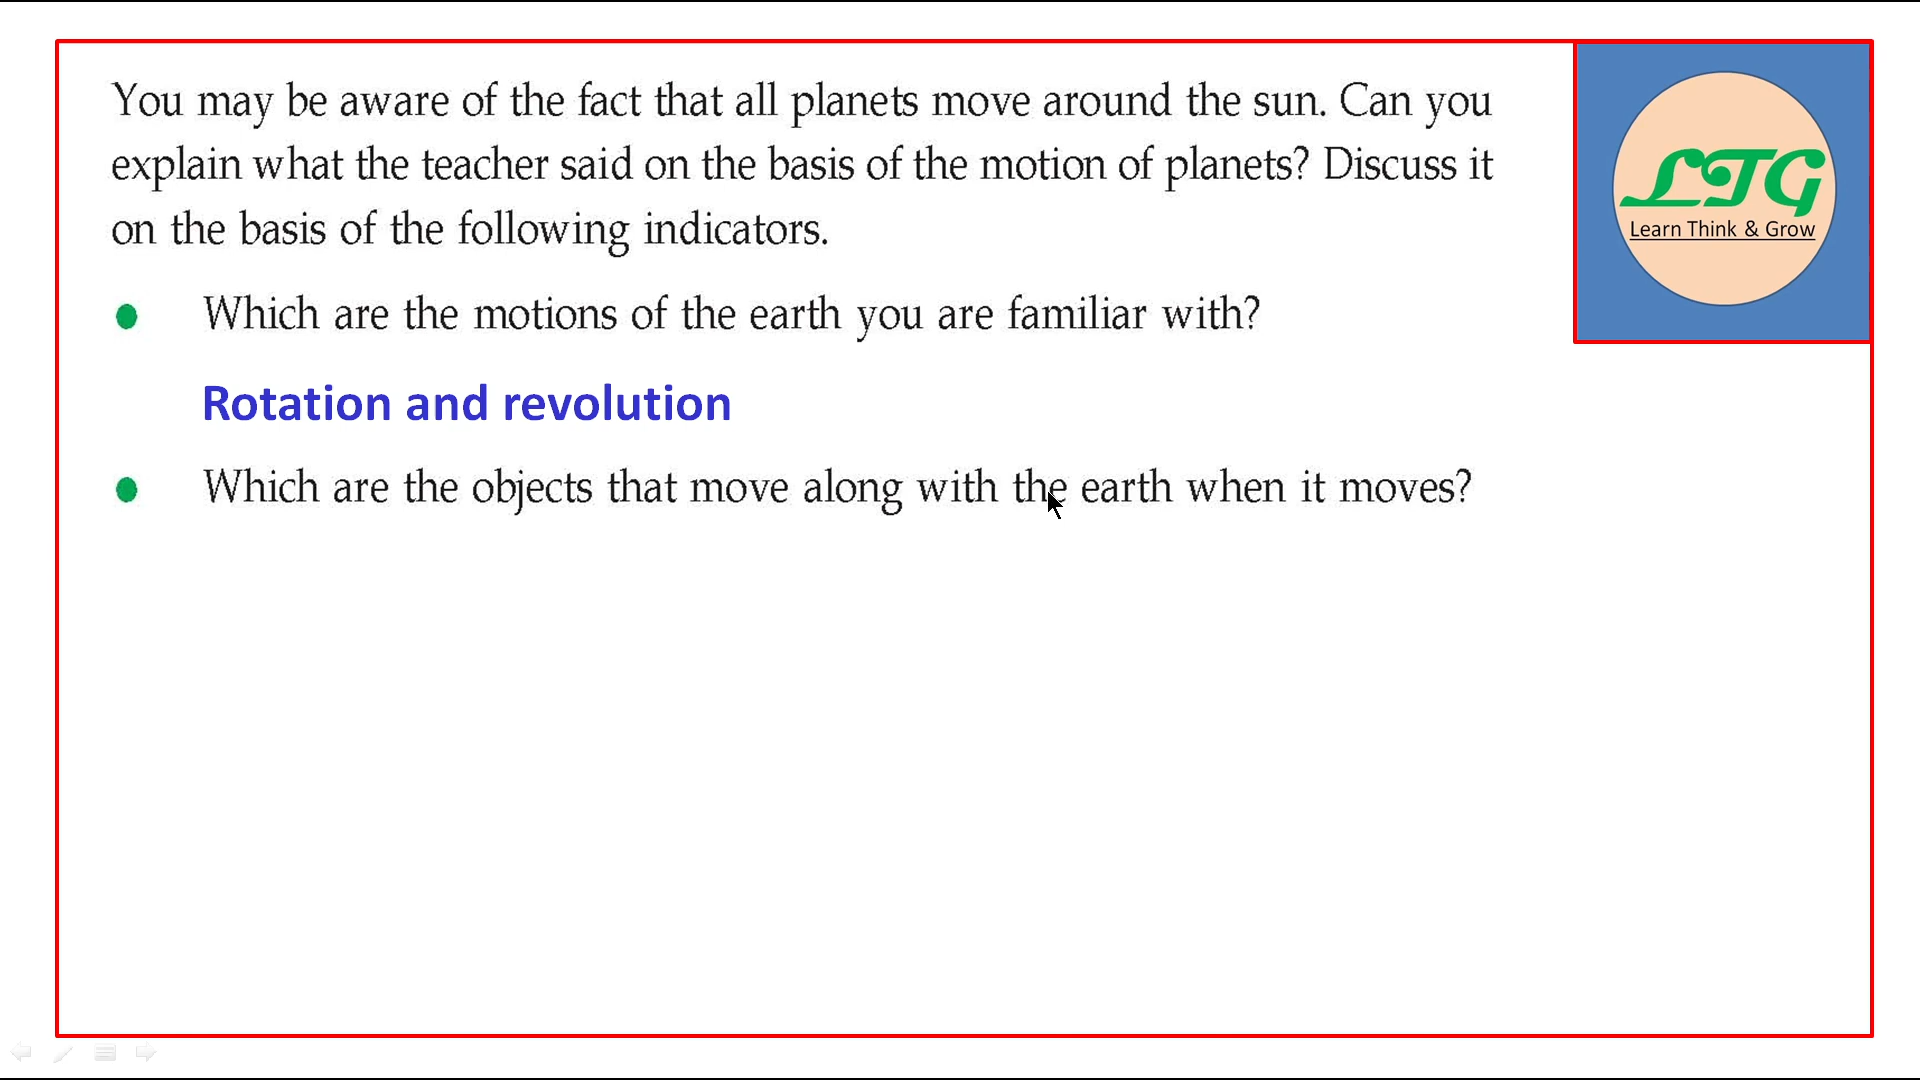 You may be aware of the fact that all planets move around the sun. Can you
explain what the teacher said on the basis of the motion of planets? Discuss it
on the basis of the following indicators.
LTG
Learn Think & Grow
Which are the motions of the earth you are familiar with?
Rotation and revolution
Which are the objects that move along with the earth when it moves?